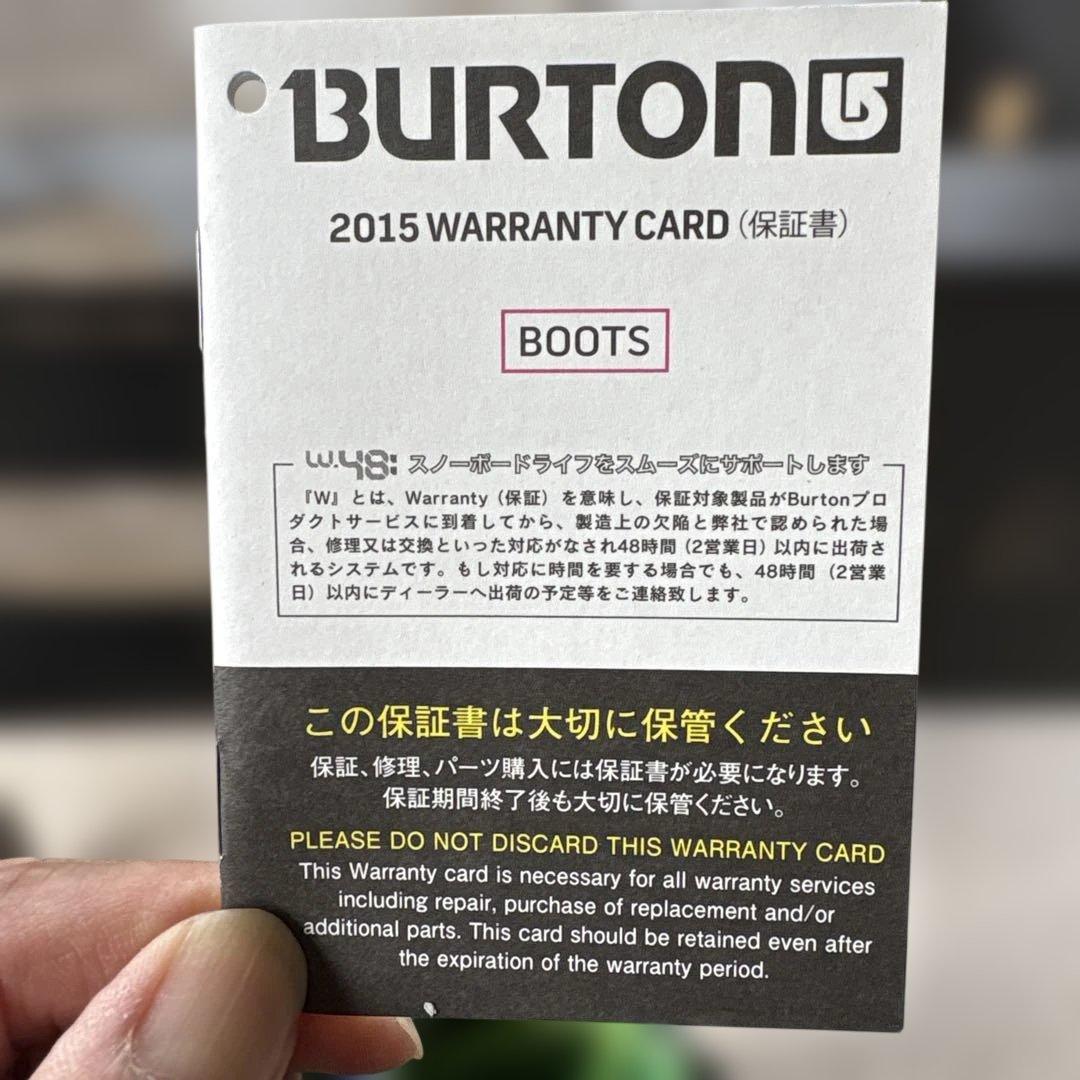 BURTON
2015 WARRANTY CARD（保証書）
BOOTS
W.48: スノーボードライフをスムーズにサポートします
『W』とは、Warranty（保証）を意味し、保証対象製品がBurtonプロ
ダクトサービスに到着してから、製造上の欠陥と弊社で認められた場
合、修理又は交換といった対応がなされ48時間（2営業日）以内に出荷さ
れるシステムです。もし対応に時間を要する場合でも、48時間（2営業
日）以内にディーラーへ出荷の予定等をご連絡致します。
この保証書は大切に保管ください
保証、修理、パーツ購入には保証書が必要になります。
保証期間終了後も大切に保管ください。
PLEASE DO NOT DISCARD THIS WARRANTY CARD
This Warranty card is necessary for all warranty services
including repair, purchase of replacement and/or
additional parts. This card should be retained even after
the expiration of the warranty period.